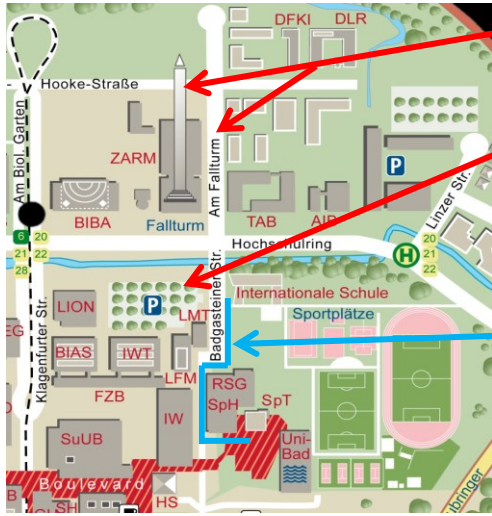 DFKI
DLR
Hooke-Straße
Am Biol. Garten
ZARM
Am Fallturm
P
Linzer Str.
BIBA
Fallturm
TAB
AIB
6
20
21
22
28
Hochschulring
H
20
21
22
Klagenfurter Str.
LION
P
LMT
Badgasteiner Str.
Internationale Schule
Sportplätze
EG
BIAS
IWT
LFM
FZB
RSG
SpH
SpT
IW
SuUB
Uni-
Bad
Boulevard
HS
SH